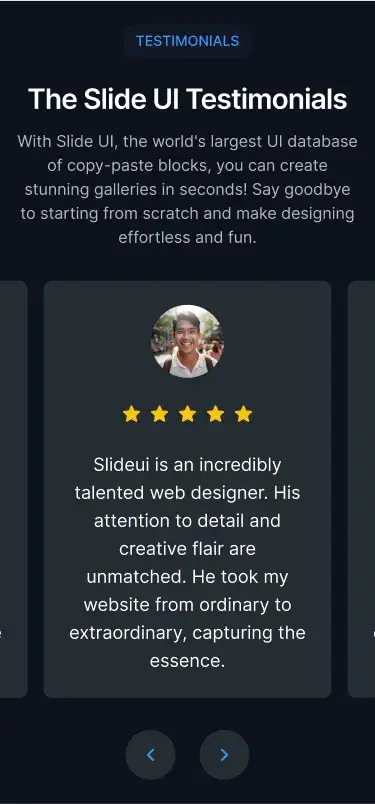 TESTIMONIALS
The Slide UI Testimonials
With Slide UI, the world's largest UI database
of copy-paste blocks, you can create
stunning galleries in seconds! Say goodbye
to starting from scratch and make designing
effortless and fun.
Slideui is an incredibly
talented web designer. His
attention to detail and
creative flair are
unmatched. He took my
website from ordinary to
extraordinary, capturing the
essence.